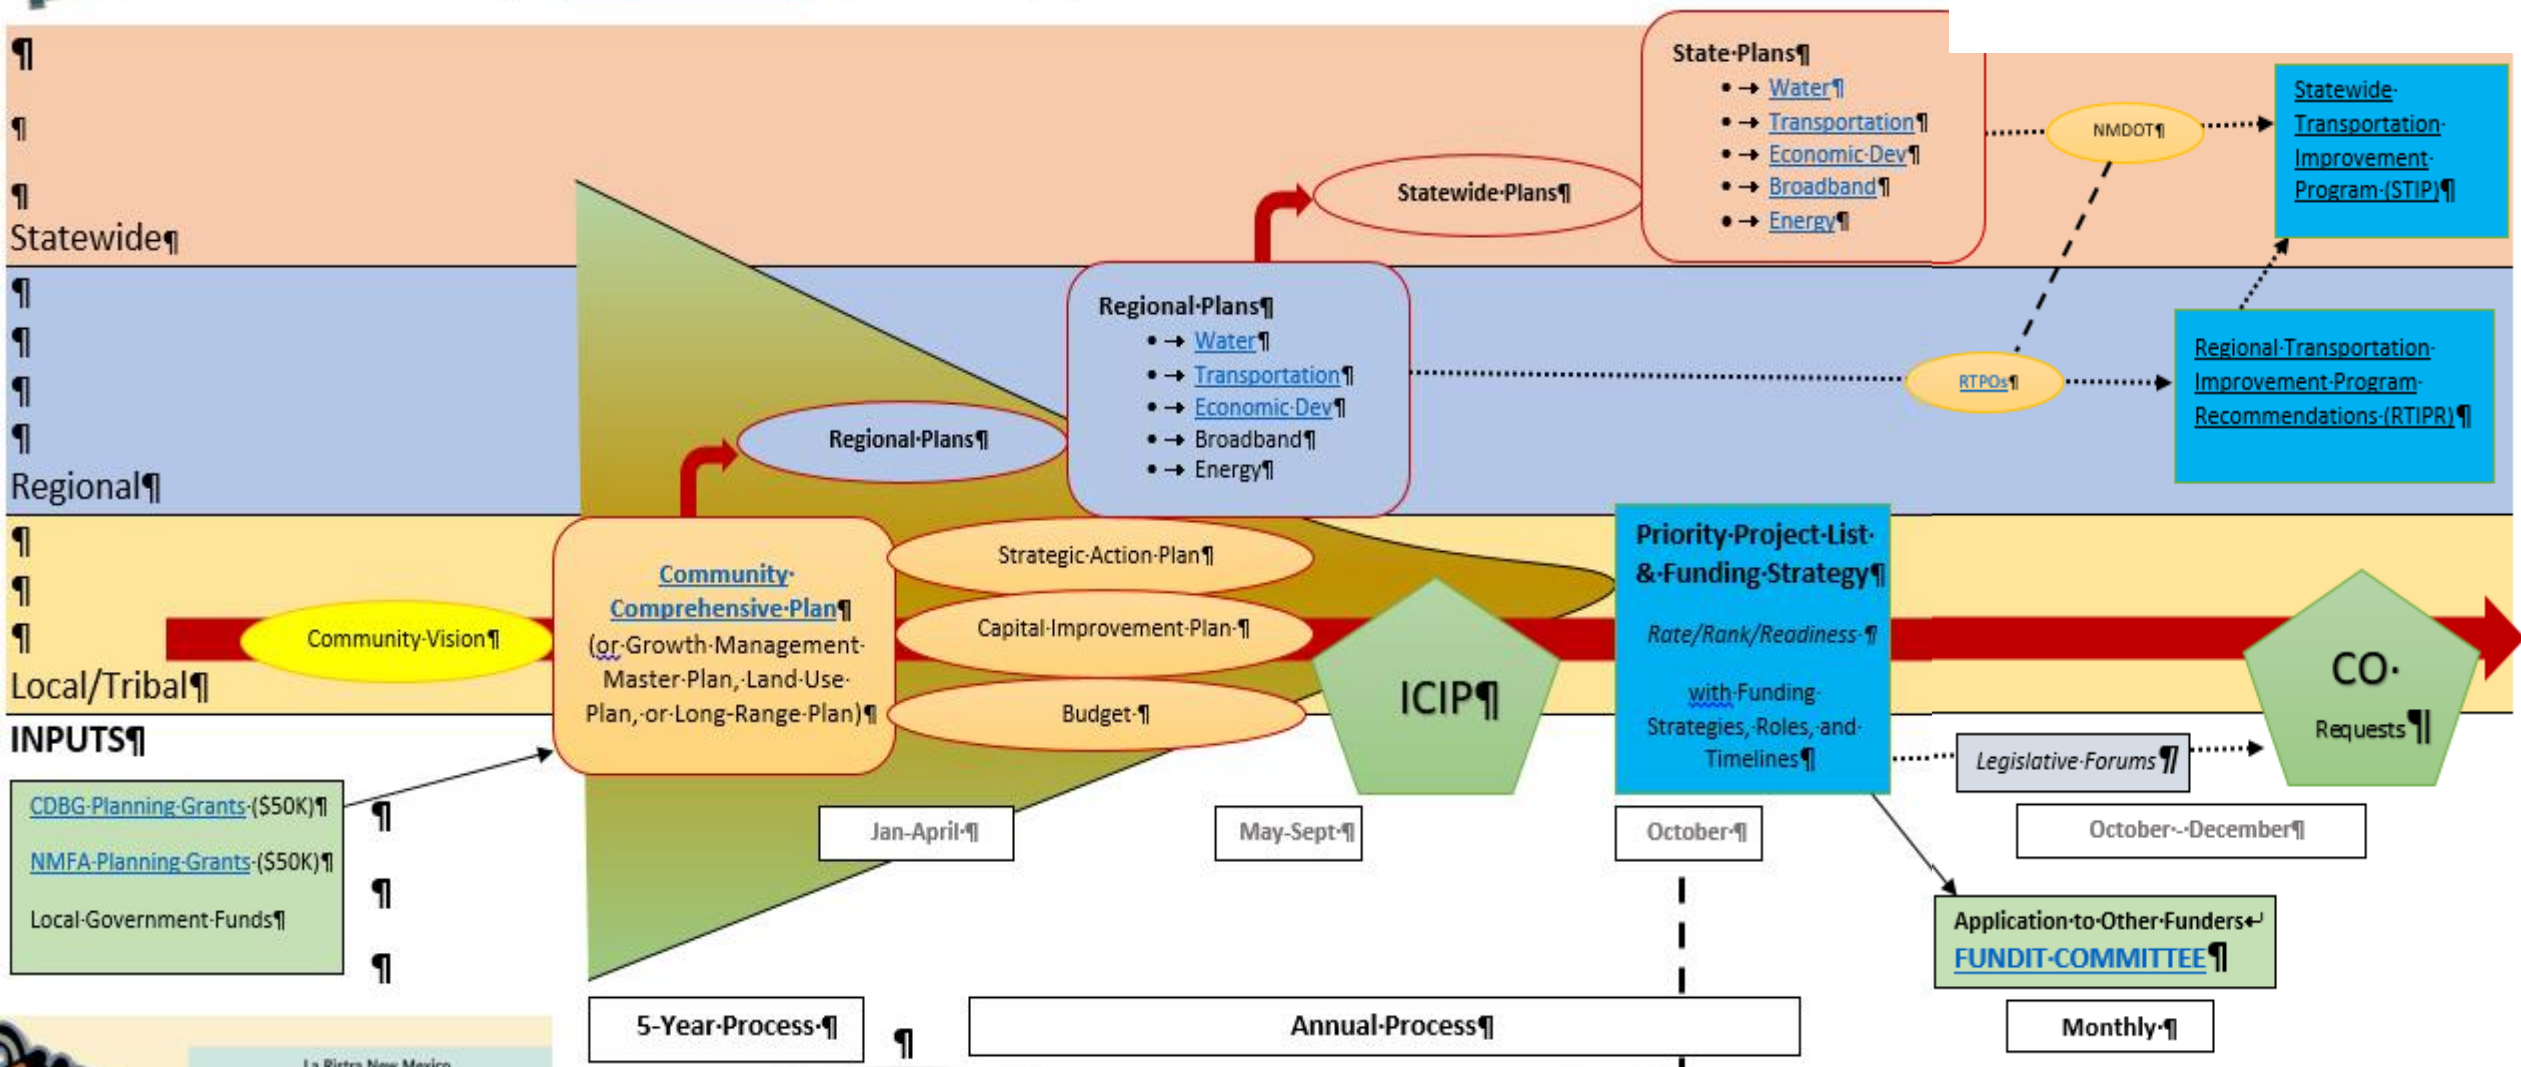 Statewide
State Plans
Water
Transportation
Economic Dev
Broadband
Energy
Statewide Plans
NMDOT
Statewide
Transportation
Improvement
Program (STIP)
Regional
Regional Plans
Regional Plans
Water
Transportation
Economic Dev
Broadband
Energy
RTPOs
Regional Transportation
Improvement Program
Recommendations (RTIPR)
Local/Tribal
Community Vision
Community
Comprehensive Plan
(or Growth Management
Master Plan, Land Use
Plan, or Long-Range Plan)
Strategic Action Plan
Capital Improvement Plan
Budget
ICIP
Priority Project List
& Funding Strategy
Rate/Rank/Readiness
with Funding
Strategies, Roles, and
Timelines
Legislative Forums
CO
Requests
INPUTS
CDBG Planning Grants ($50K)
NMFA Planning Grants ($50K)
Local Government Funds
Jan-April
May-Sept
October
October - December
Application to Other Funders
FUNDIT COMMITTEE
5-Year Process
Annual Process
Monthly
La Ristra New Mexico